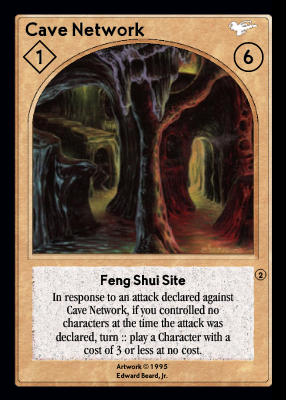 Cave Network
1
6
2
Feng Shui Site
In response to an attack declared against
Cave Network, if you controlled no
characters at the time the attack was
declared, turn :: play a Character with a
cost of 3 or less at no cost.
Artwork © 1995
Edward Beard, Jr.